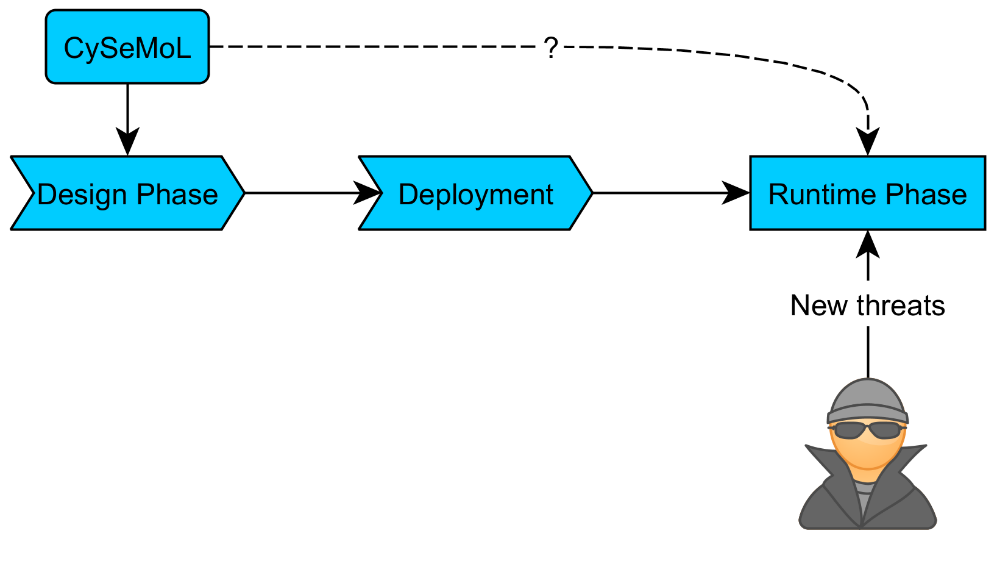 CySeMoL
?
Design Phase
Deployment
Runtime Phase
New threats